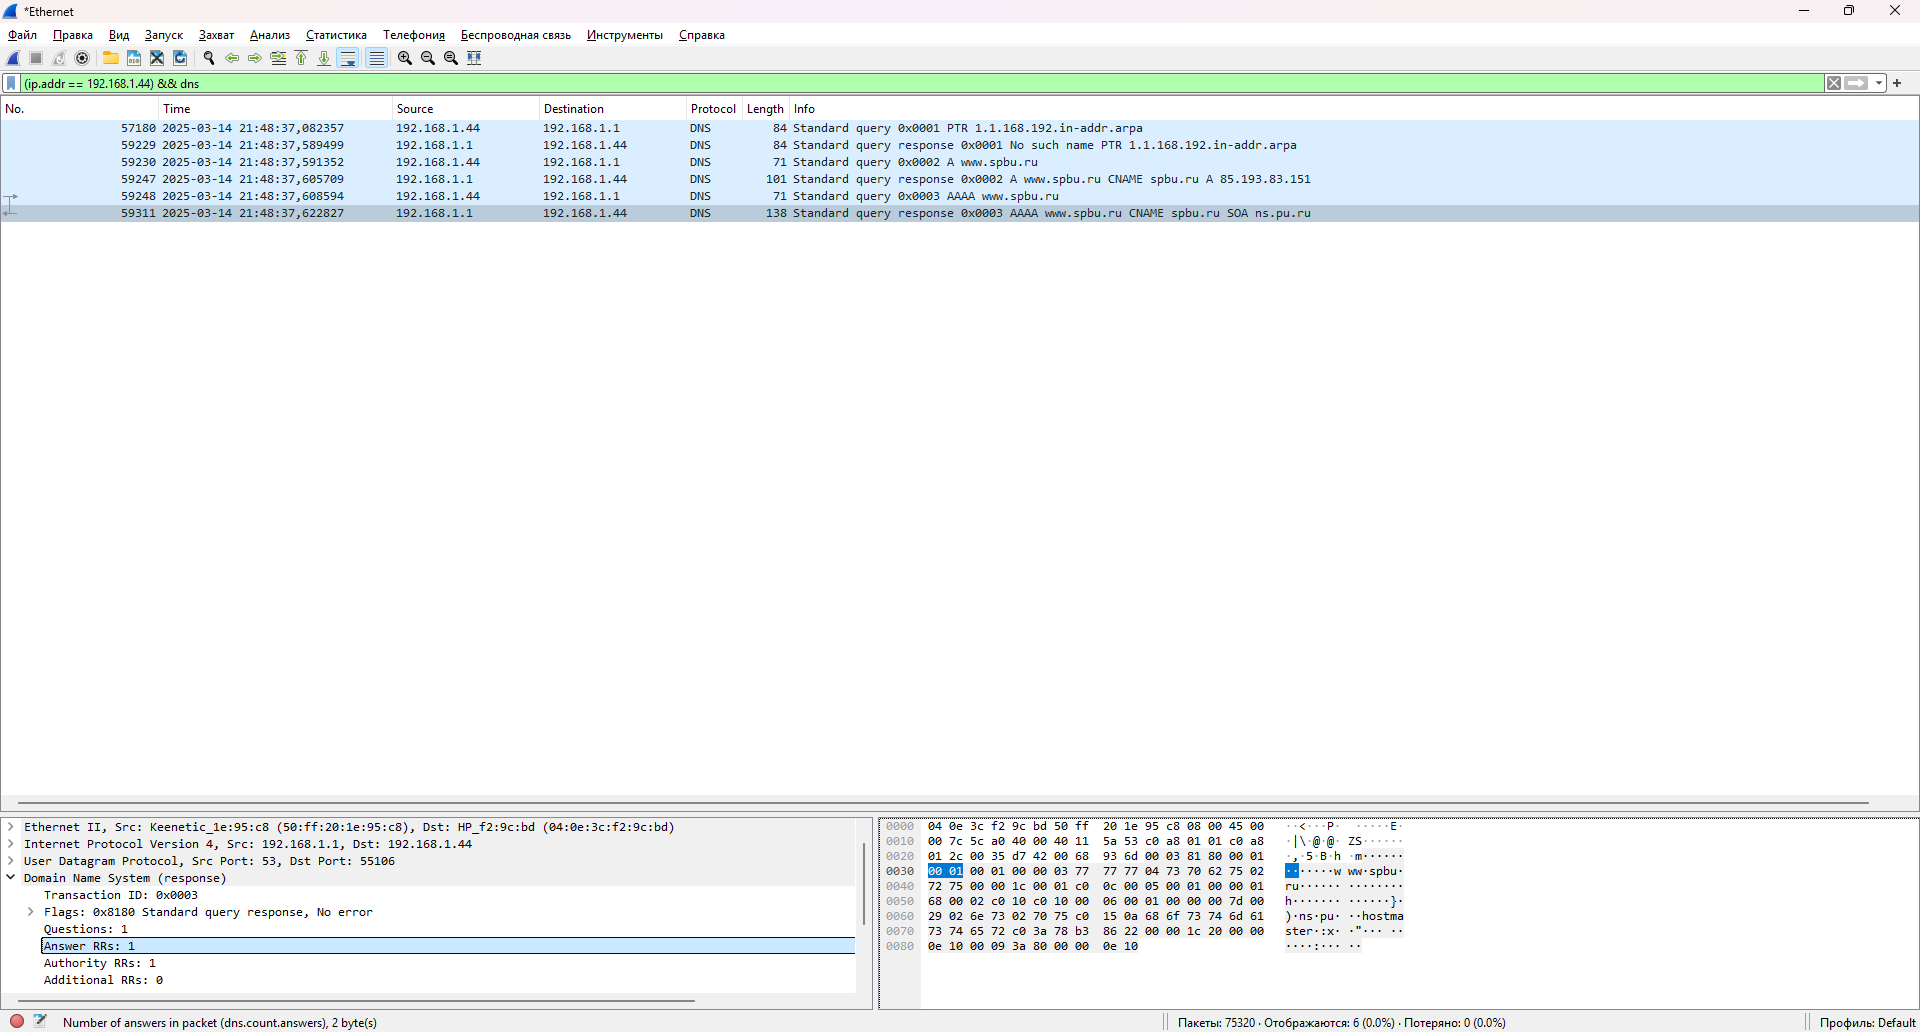 *Ethernet
Файл Правка Вид Запуск Захват Анализ Статистика Телефония Беспроводная связь Инструменты Справка
(ip.addr == 192.168.1.44) && dns
No. Time Source Destination Protocol Length Info
57180 2025-03-14 21:48:37,082357 192.168.1.44 192.168.1.1 DNS 84 Standard query 0x0001 PTR 1.1.168.192.in-addr.arpa
59229 2025-03-14 21:48:37,589499 192.168.1.1 192.168.1.44 DNS 84 Standard query response 0x0001 No such name PTR 1.1.168.192.in-addr.arpa
59230 2025-03-14 21:48:37,591352 192.168.1.44 192.168.1.1 DNS 71 Standard query 0x0002 A www.spbu.ru
59247 2025-03-14 21:48:37,605709 192.168.1.1 192.168.1.44 DNS 101 Standard query response 0x0002 A www.spbu.ru CNAME spbu.ru A 85.193.83.151
59248 2025-03-14 21:48:37,608594 192.168.1.44 192.168.1.1 DNS 71 Standard query 0x0003 AAAA www.spbu.ru
59311 2025-03-14 21:48:37,622827 192.168.1.1 192.168.1.44 DNS 138 Standard query response 0x0003 AAAA www.spbu.ru CNAME spbu.ru SOA ns.pu.ru
Ethernet II, Src: Keenetic_1e:95:c8 (50:ff:20:1e:95:c8), Dst: HP_f2:9c:bd (04:0e:3c:f2:9c:bd)
Internet Protocol Version 4, Src: 192.168.1.1, Dst: 192.168.1.44
User Datagram Protocol, Src Port: 53, Dst Port: 55106
Domain Name System (response)
Transaction ID: 0x0003
Flags: 0x8180 Standard query response, No error
Questions: 1
Answer RRs: 1
Authority RRs: 1
Additional RRs: 0
0000 04 0e 3c f2 9c bd 50 ff 20 1e 95 c8 08 00 45 00 ··<···P· ·····E·
0010 00 7c 5c a0 40 00 40 11 5a 53 c0 a8 01 01 c0 a8 ·|\·@·@· ZS······
0020 01 2c 00 35 d7 42 00 68 93 6d 00 03 81 80 00 01 ·,·5·B·h ·m······
0030 00 01 00 01 00 00 03 77 77 77 04 73 70 62 75 02 ·······w ww·spbu·
0040 72 75 00 00 1c 00 01 c0 0c 00 05 00 01 00 00 01 ru······ ········
0050 68 00 02 c0 10 c0 10 00 06 00 01 00 00 00 7d 00 h······· ······}·
0060 29 02 6e 73 02 70 75 c0 15 0a 68 6f 73 74 6d 61 )·ns·pu· ··hostma
0070 73 74 65 72 c0 3a 78 b3 86 22 00 00 1c 20 00 00 ster·:x· ·"··· ··
0080 0e 10 00 09 3a 80 00 00 0e 10 ····:··· ··
Number of answers in packet (dns.count.answers), 2 byte(s)
Пакеты: 75320 · Отображаются: 6 (0.0%) · Потеряно: 0 (0.0%)
Профиль: Default